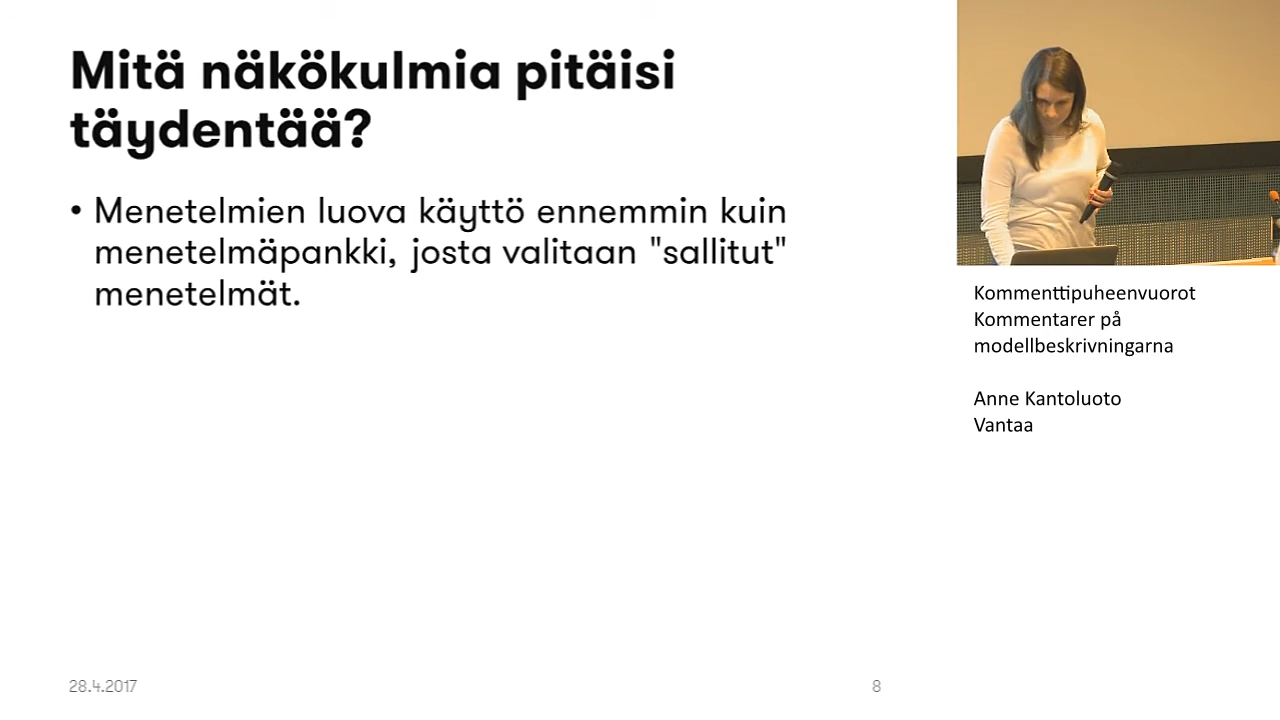 Mitä näkökulmia pitäisi
täydentää?
• Menetelmien luova käyttö ennemmin kuin
menetelmäpankki, josta valitaan "sallitut"
menetelmät.
Kommenttipuheenvuorot
Kommentarer på
modellbeskrivningarna
Anne Kantoluoto
Vantaa
28.4.2017
8